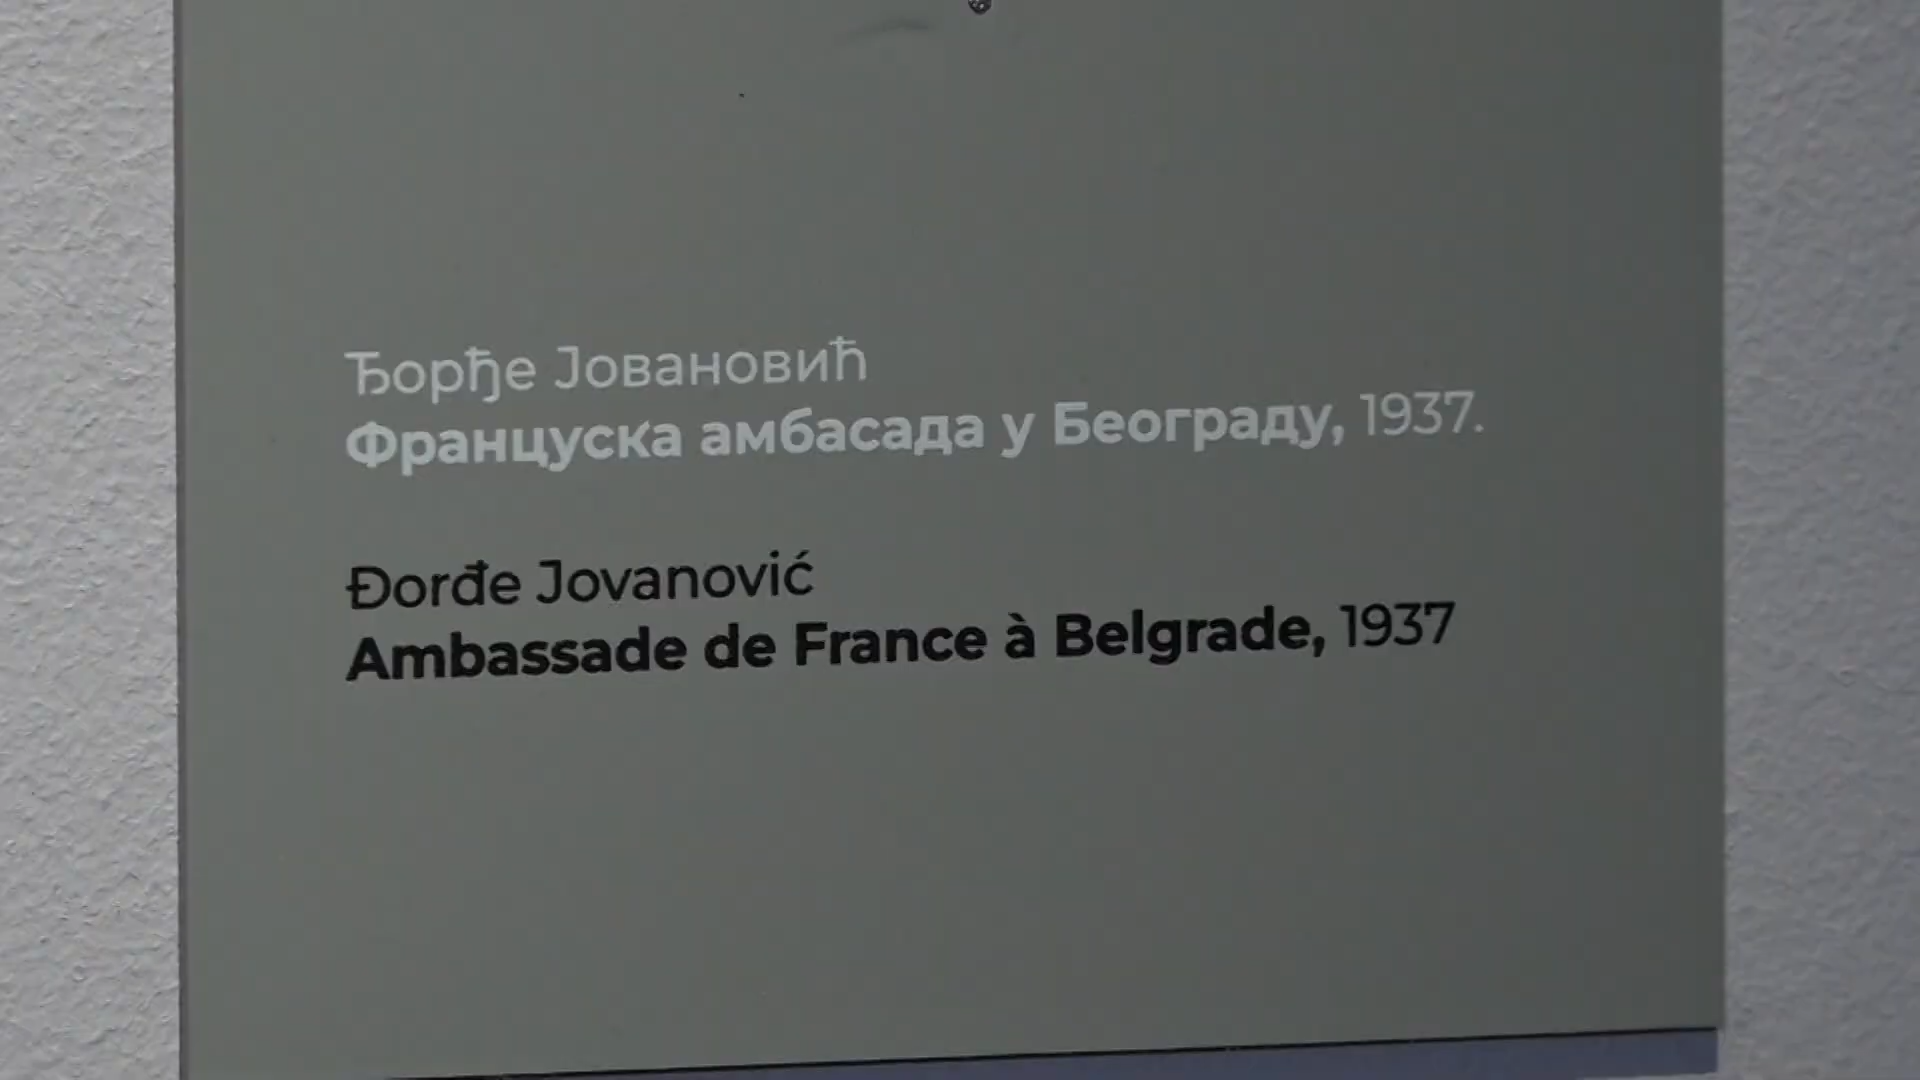 Ђорђе Јовановић
Француска амбасада у Београду, 1937.
Đorđe Jovanović
Ambassade de France à Belgrade, 1937